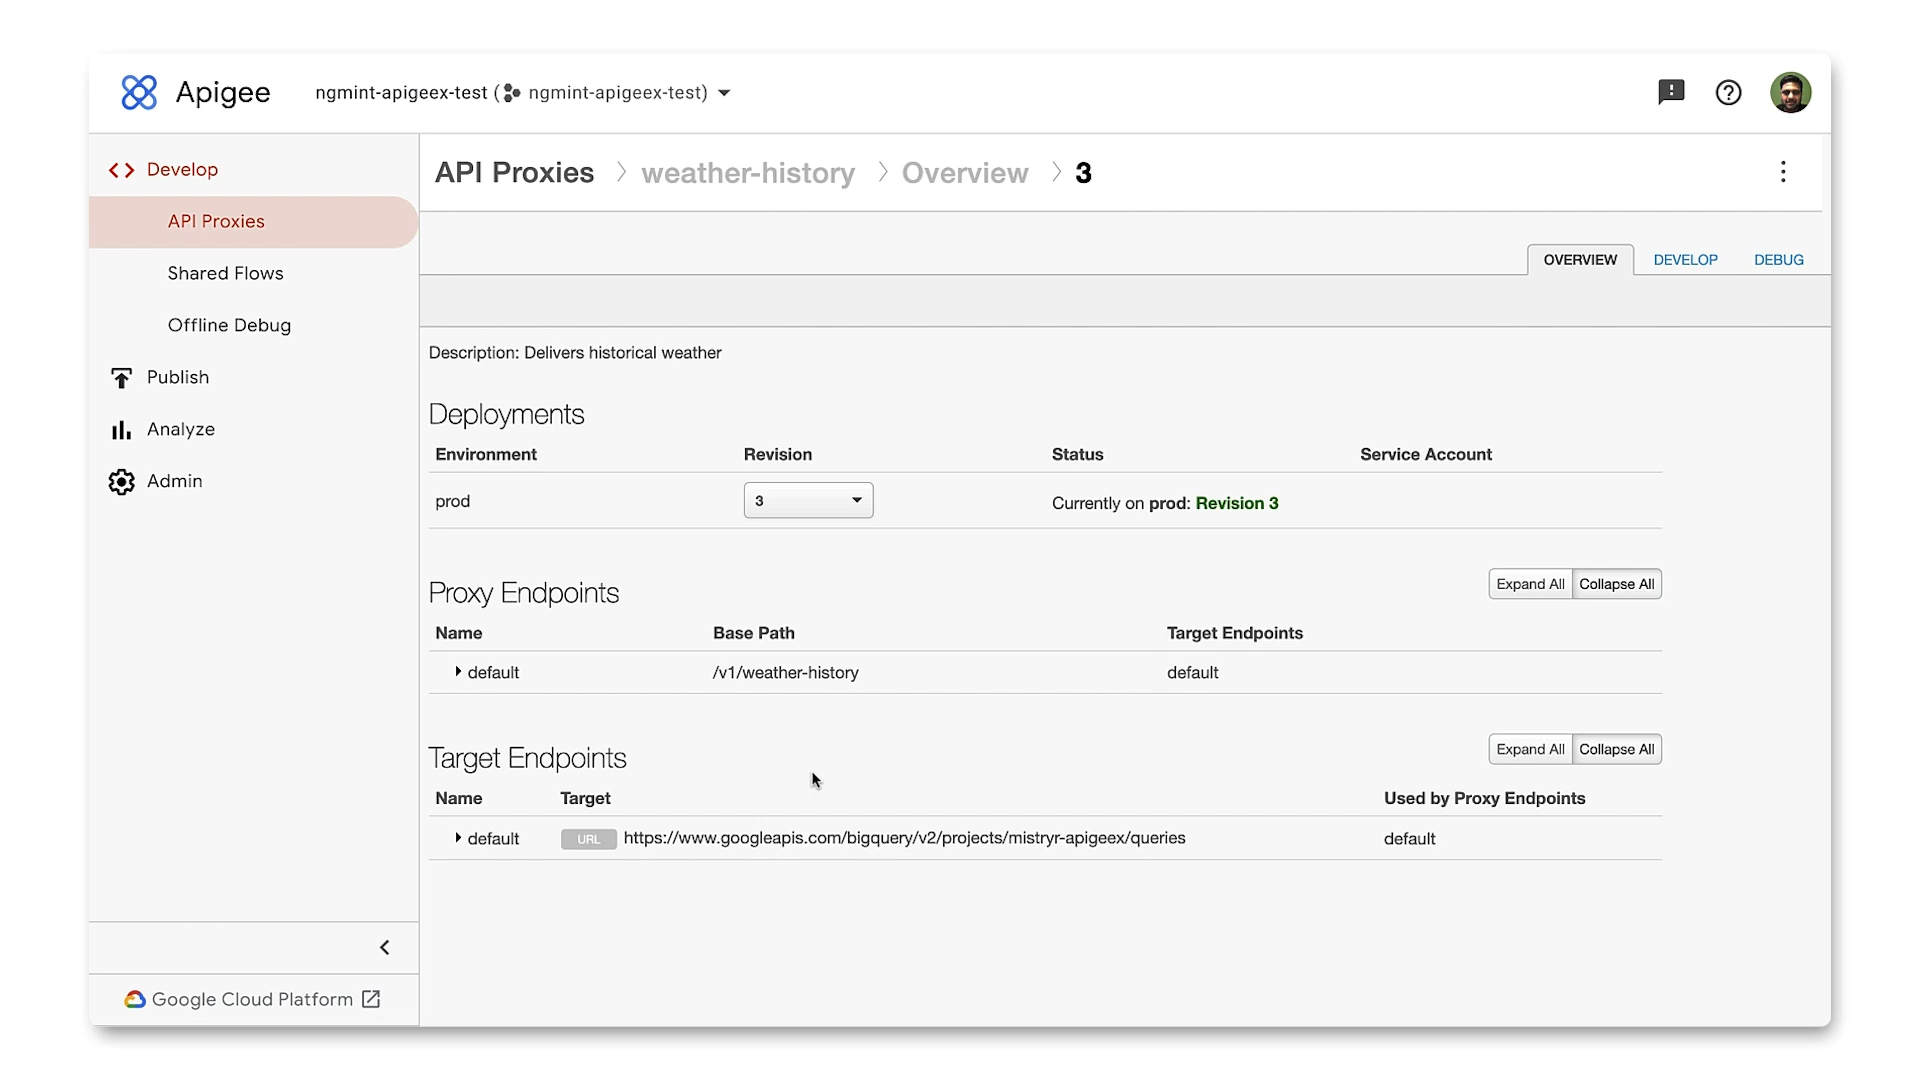 Apigee
ngmint-apigeex-test ( ngmint-apigeex-test)
Develop
API Proxies
Shared Flows
Offline Debug
Publish
Analyze
Admin
Google Cloud Platform
API Proxies > weather-history > Overview > 3
OVERVIEW DEVELOP DEBUG
Description: Delivers historical weather
Deployments
Environment Revision Status Service Account
prod 3 Currently on prod: Revision 3
Proxy Endpoints Expand All Collapse All
Name Base Path Target Endpoints
default /v1/weather-history default
Target Endpoints Expand All Collapse All
Name Target Used by Proxy Endpoints
default URL https://www.googleapis.com/bigquery/v2/projects/mistryr-apigeex/queries default